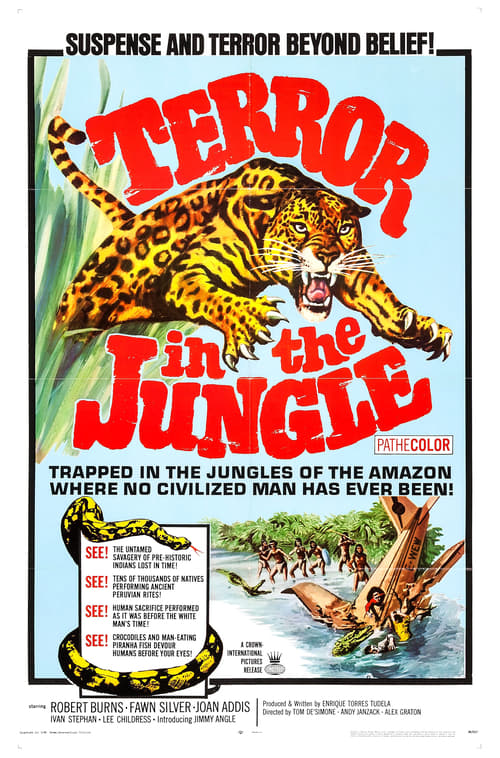 SUSPENSE AND TERROR BEYOND BELIEF!
TERROR
in the
JUNGLE
PATHECOLOR
TRAPPED IN THE JUNGLES OF THE AMAZON
WHERE NO CIVILIZED MAN HAS EVER BEEN!
SEE! THE UNTAMED
SAVAGERY OF PRE-HISTORIC
INDIANS LOST IN TIME!
SEE! TENS OF THOUSANDS OF NATIVES
PERFORMING ANCIENT
PERUVIAN RITES!
SEE! HUMAN SACRIFICE PERFORMED
AS IT WAS BEFORE THE WHITE
MAN'S TIME!
SEE! CROCODILES AND MAN-EATING
PIRANHA FISH DEVOUR
HUMANS BEFORE YOUR EYES!
A CROWN-
INTERNATIONAL
PICTURES
RELEASE
starring ROBERT BURNS · FAWN SILVER · JOAN ADDIS
IVAN STEPHAN · LEE CHILDRESS · Introducing JIMMY ANGLE
Produced & Written by ENRIQUE TORRES TUDELA
Directed by TOM DE'SIMONE · ANDY JANZACK · ALEX GRATON